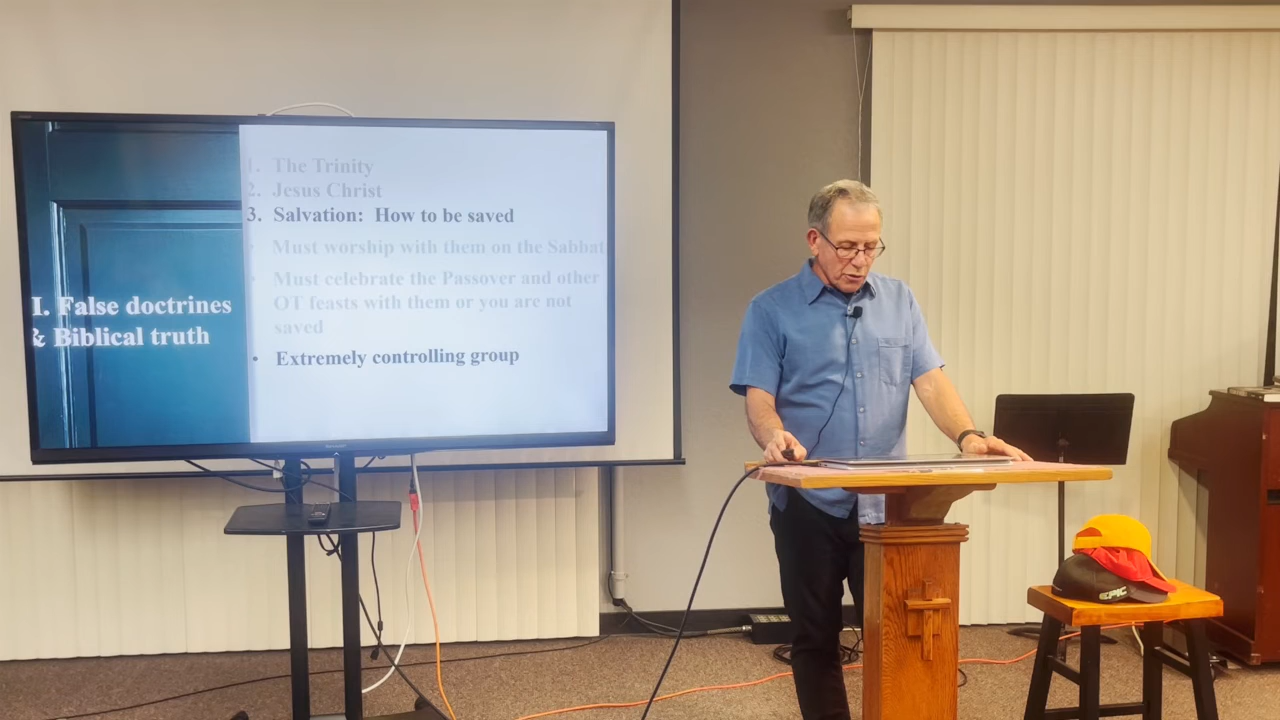 I. False doctrines
& Biblical truth
1. The Trinity
2. Jesus Christ
3. Salvation: How to be saved
• Must worship with them on the Sabbat
• Must celebrate the Passover and other
OT feasts with them or you are not
saved
• Extremely controlling group
EPIC